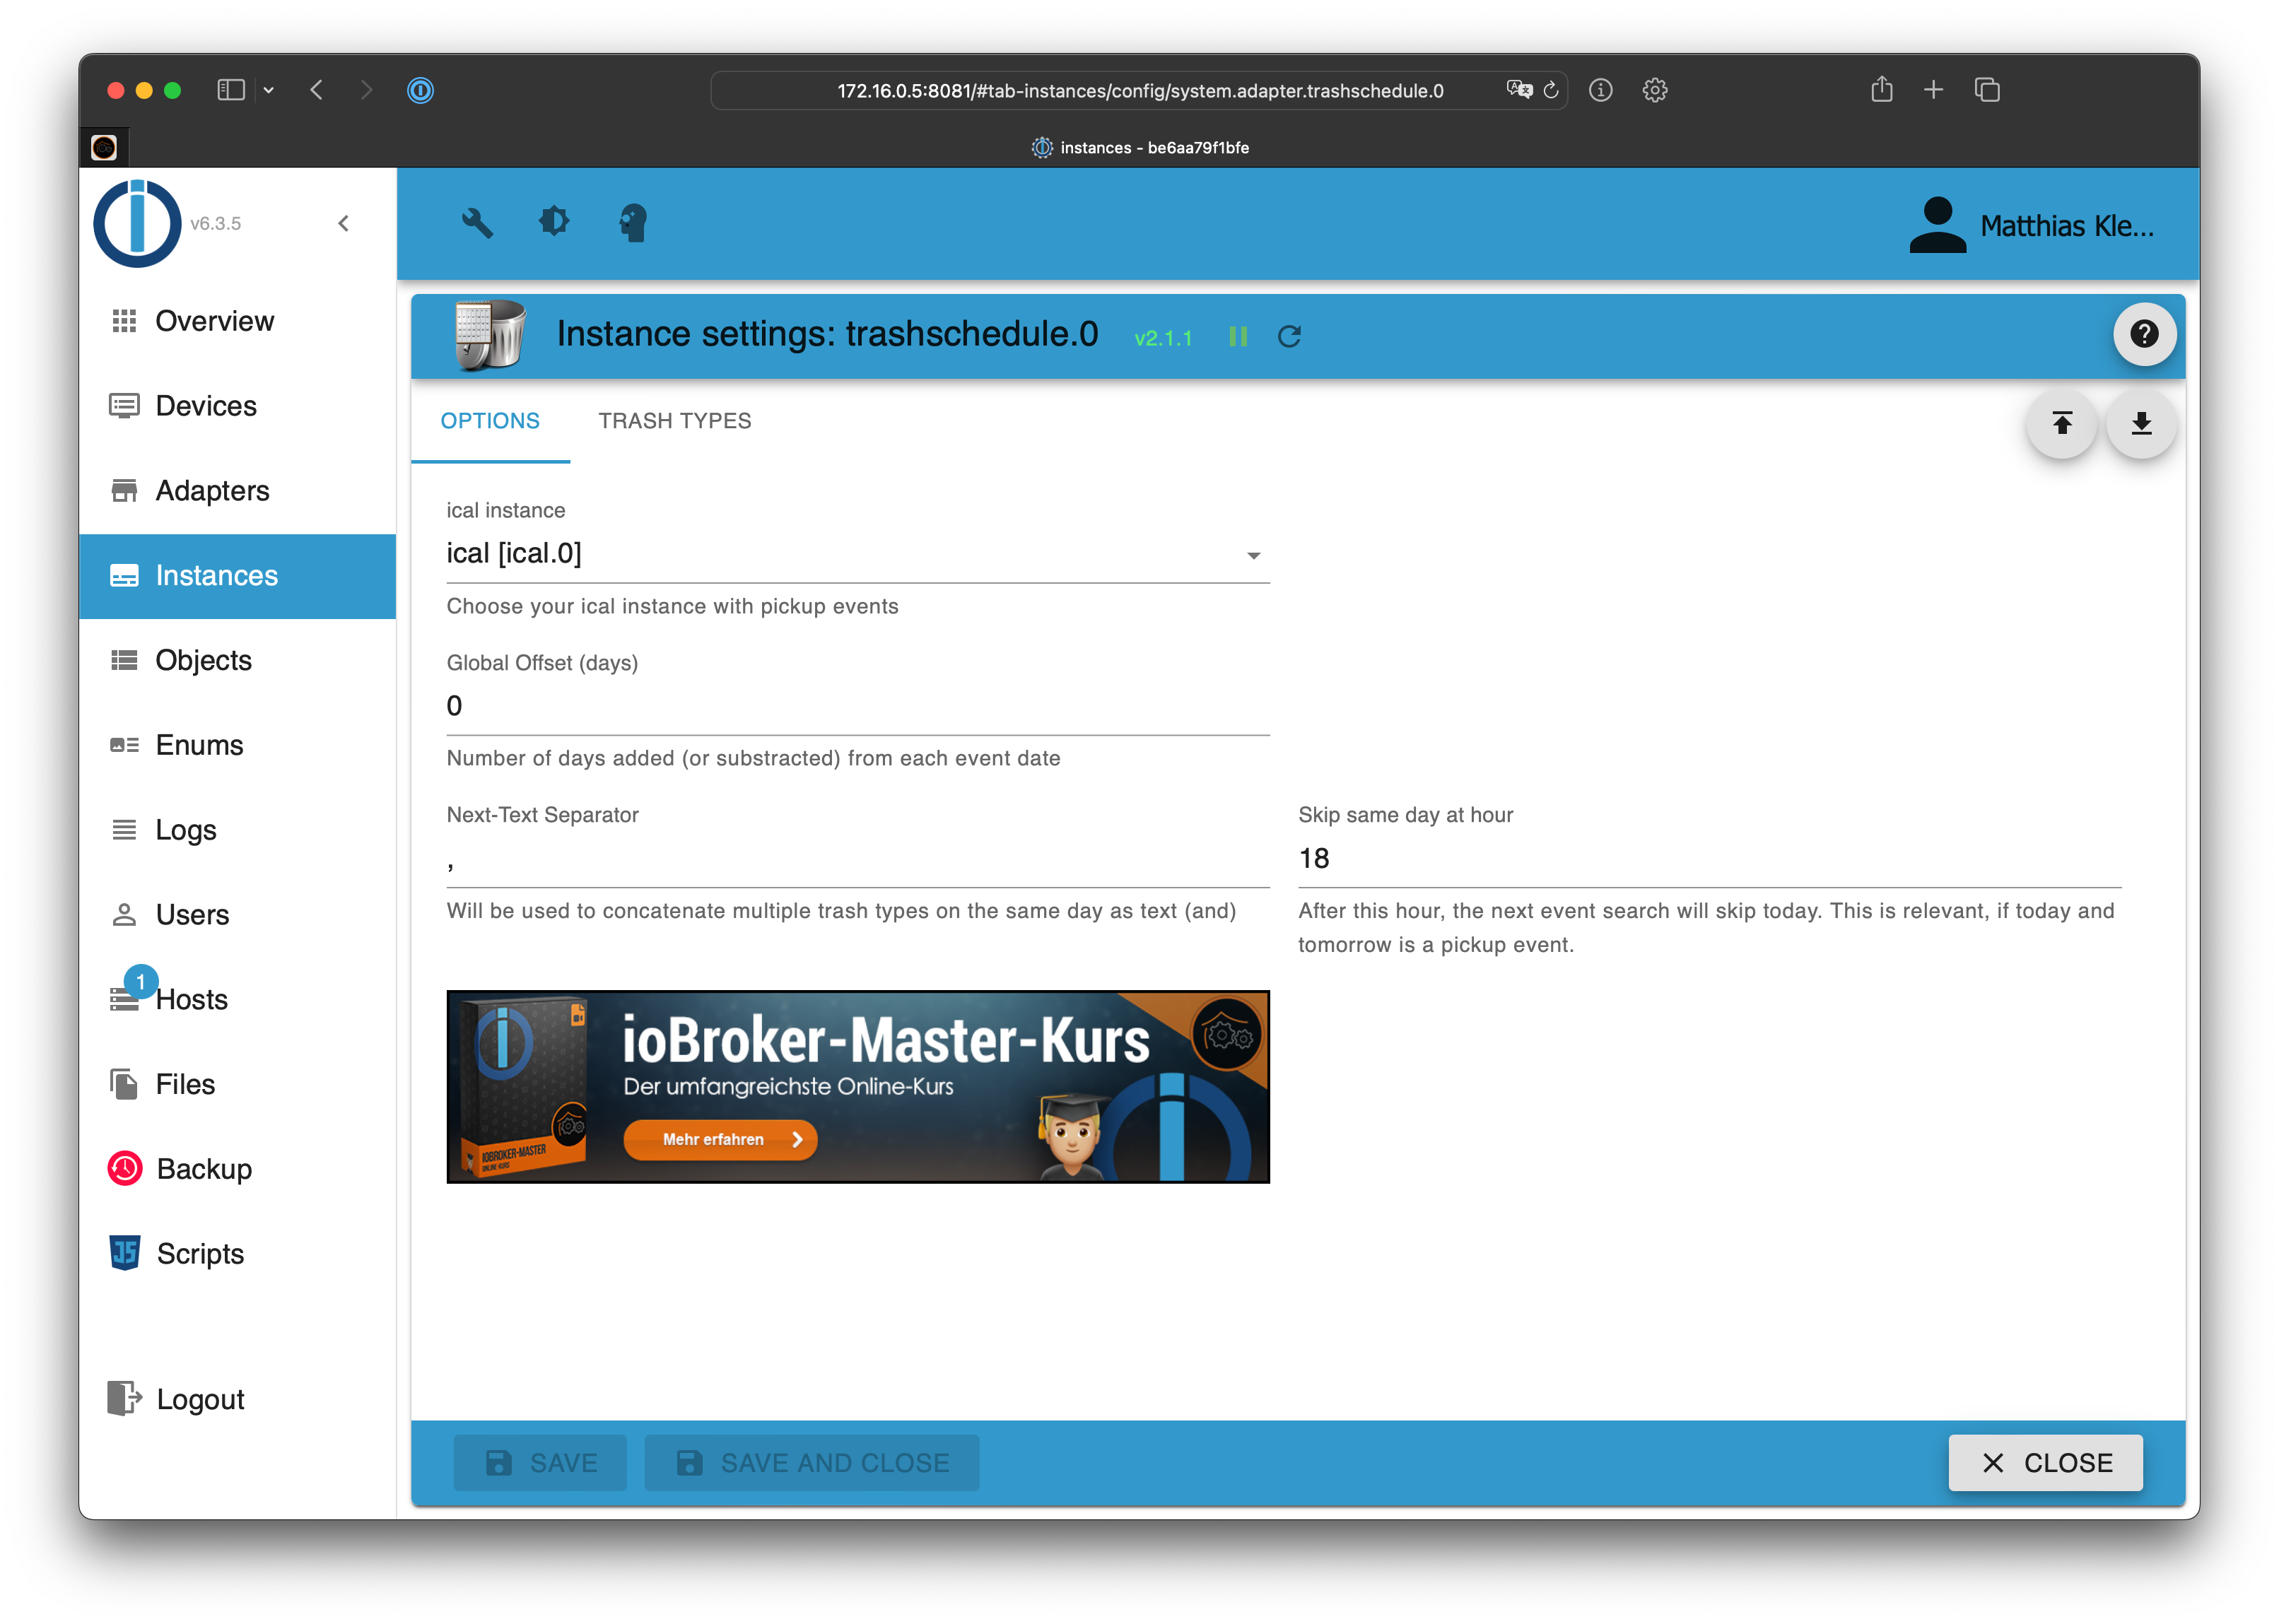 172.16.0.5:8081/#tab-instances/config/system.adapter.trashschedule.0
instances - be6aa79f1bfe
v6.3.5
Matthias Kle...
Overview
Devices
Adapters
Instances
Objects
Enums
Logs
Users
1
Hosts
Files
Backup
Scripts
Logout
Instance settings: trashschedule.0 v2.1.1
OPTIONS TRASH TYPES
ical instance
ical [ical.0]
Choose your ical instance with pickup events
Global Offset (days)
0
Number of days added (or substracted) from each event date
Next-Text Separator
,
Will be used to concatenate multiple trash types on the same day as text (and)
Skip same day at hour
18
After this hour, the next event search will skip today. This is relevant, if today and
tomorrow is a pickup event.
ioBroker-Master-Kurs
Der umfangreichste Online-Kurs
Mehr erfahren
IOBROKER-MASTER
ONLINE-KURS
SAVE SAVE AND CLOSE CLOSE